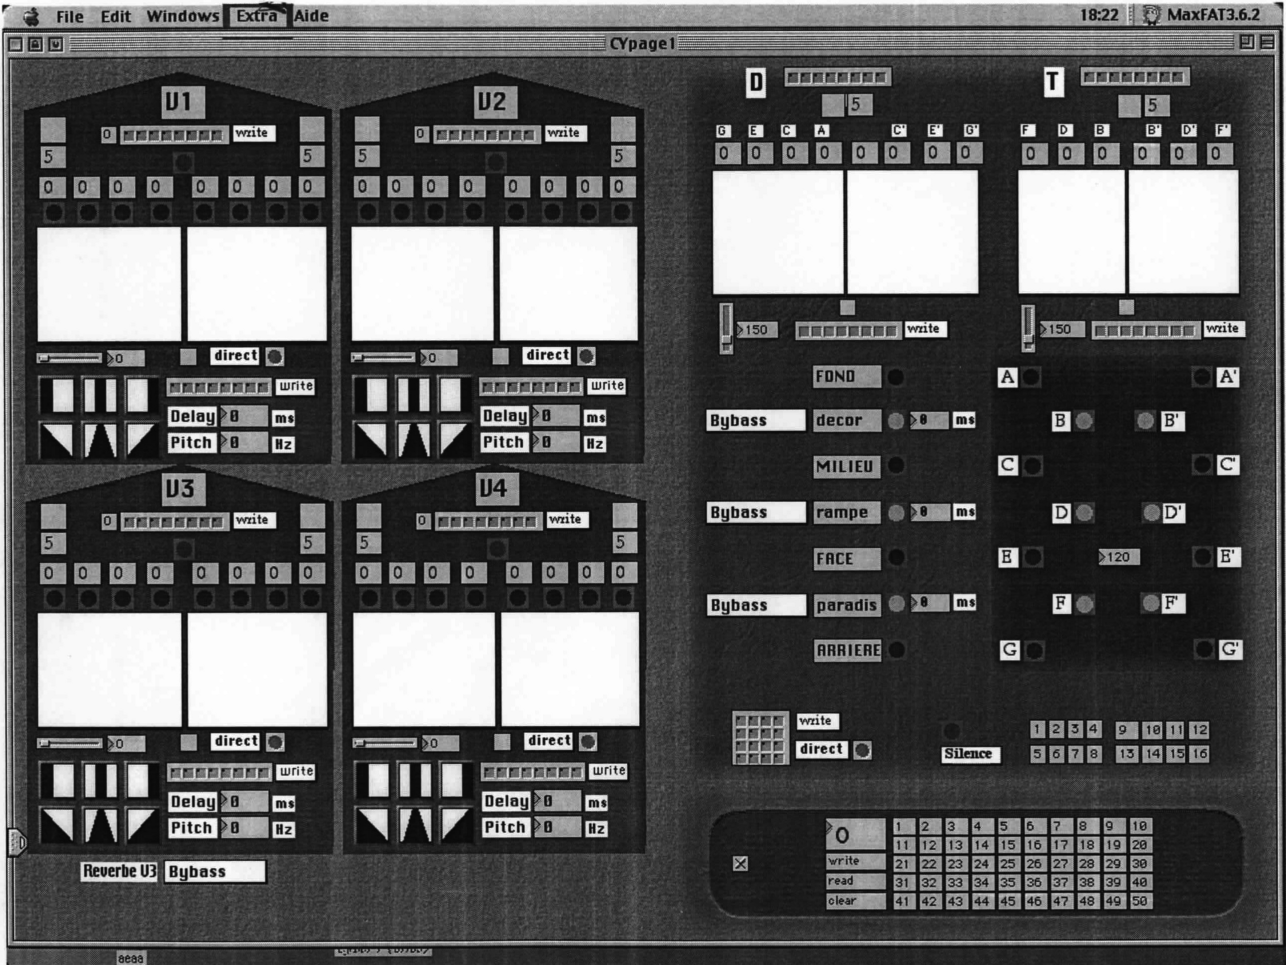 File Edit Windows Extra Aide 18:22 MaxFAT3.6.2
CYpage1
V1
0 write
5 5
0 0 0 0 0 0 0 0
0 direct
write
Delay 0 ms
Pitch 0 Hz
V2
0 write
5 5
0 0 0 0 0 0 0 0
0 direct
write
Delay 0 ms
Pitch 0 Hz
V3
0 write
5 5
0 0 0 0 0 0 0 0
0 direct
write
Delay 0 ms
Pitch 0 Hz
V4
0 write
5 5
0 0 0 0 0 0 0 0
0 direct
write
Delay 0 ms
Pitch 0 Hz
Reverbe V3 Bybass
D
5
G E C A C' E' G'
0 0 0 0 0 0 0 0
150 write
T
5
F D B B' D' F'
0 0 0 0 0 0
150 write
FOND
Bybass decor 0 ms
MILIEU
Bybass rampe 0 ms
FACE
Bybass paradis 0 ms
ARRIERE
A A'
B B'
C C'
D D'
E 120 E'
F F'
G G'
write
direct
Silence
1 2 3 4 9 10 11 12
5 6 7 8 13 14 15 16
0
write
read
clear
1 2 3 4 5 6 7 8 9 10
11 12 13 14 15 16 17 18 19 20
21 22 23 24 25 26 27 28 29 30
31 32 33 34 35 36 37 38 39 40
41 42 43 44 45 46 47 48 49 50
aeaa